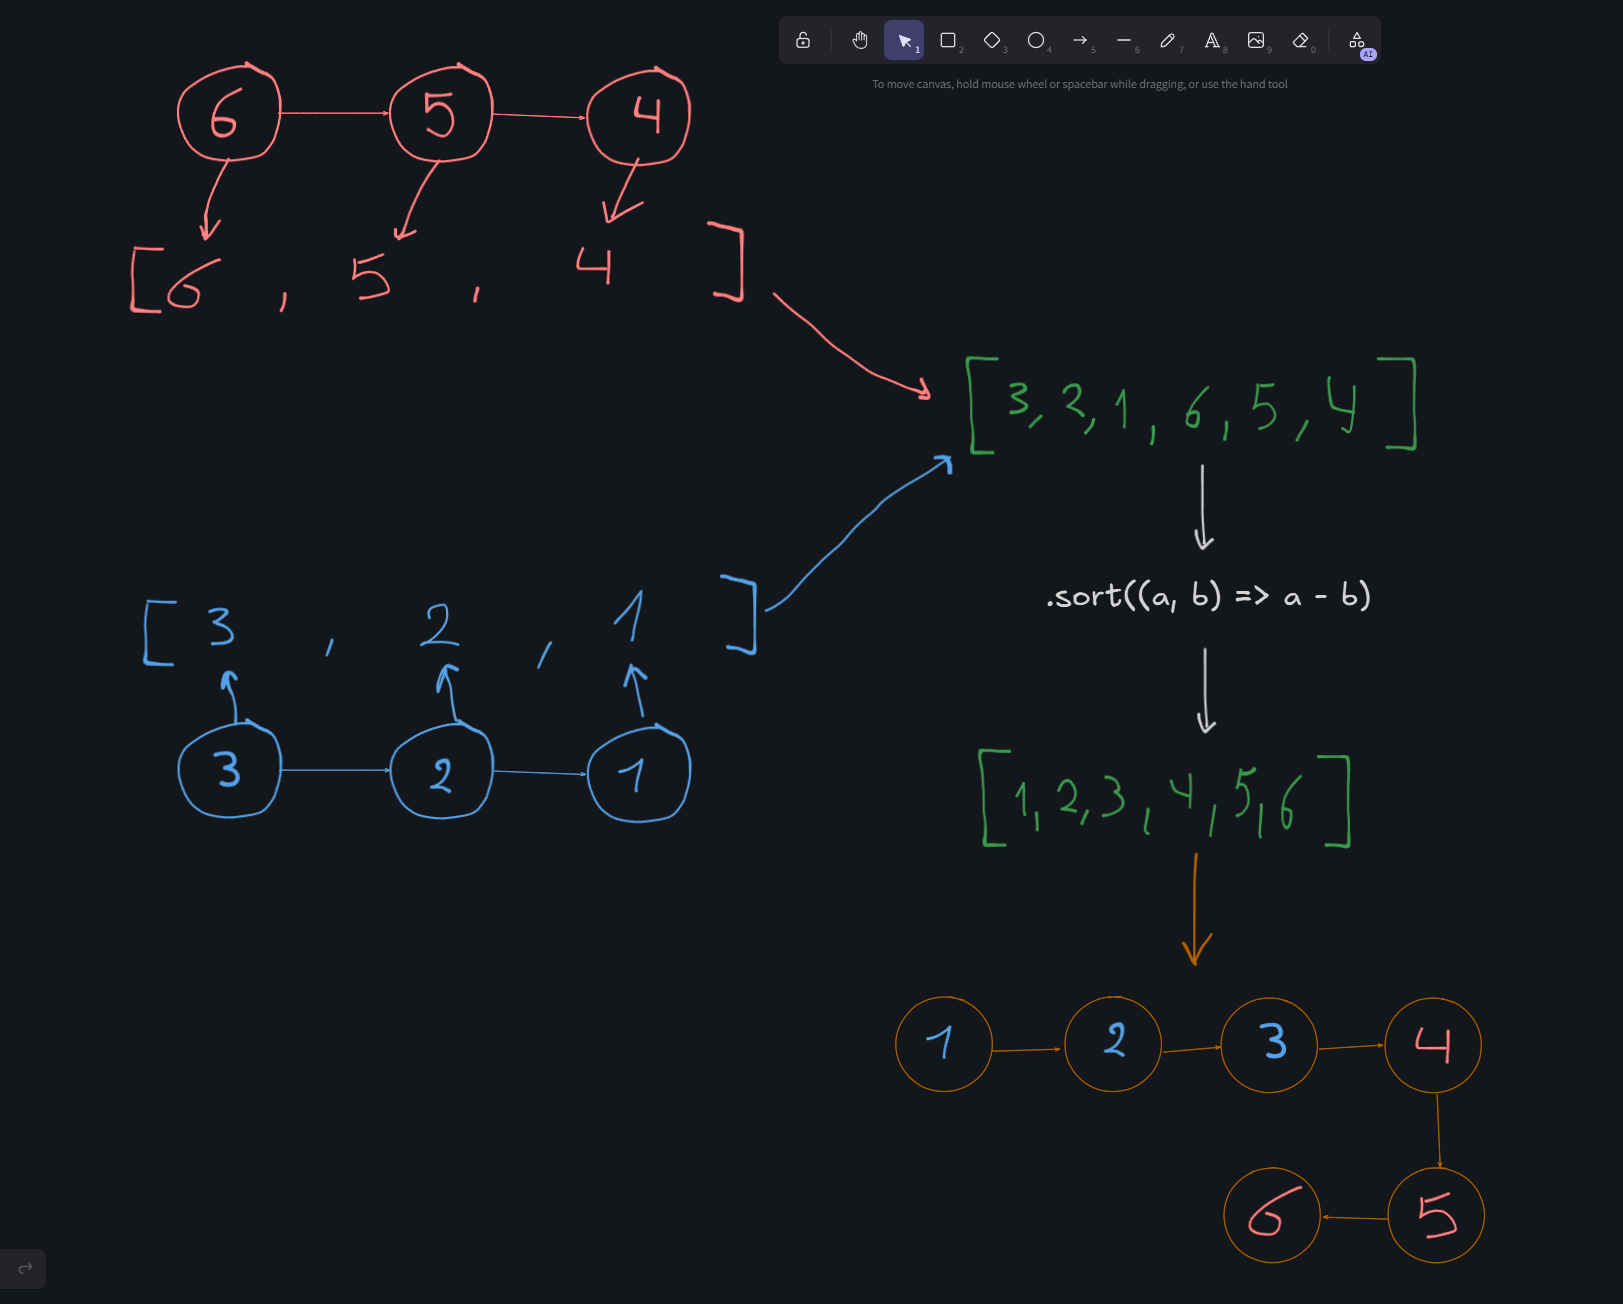 1 2 3 4 5 6 7 8 9 0 AI
To move canvas, hold mouse wheel or spacebar while dragging, or use the hand tool
6 5 4
[6 , 5 , 4 ]
[3, 2, 1, 6, 5, 4]
.sort((a, b) => a - b)
[3 , 2 , 1 ]
3 2 1
[1, 2, 3, 4, 5, 6]
1 2 3 4
6 5